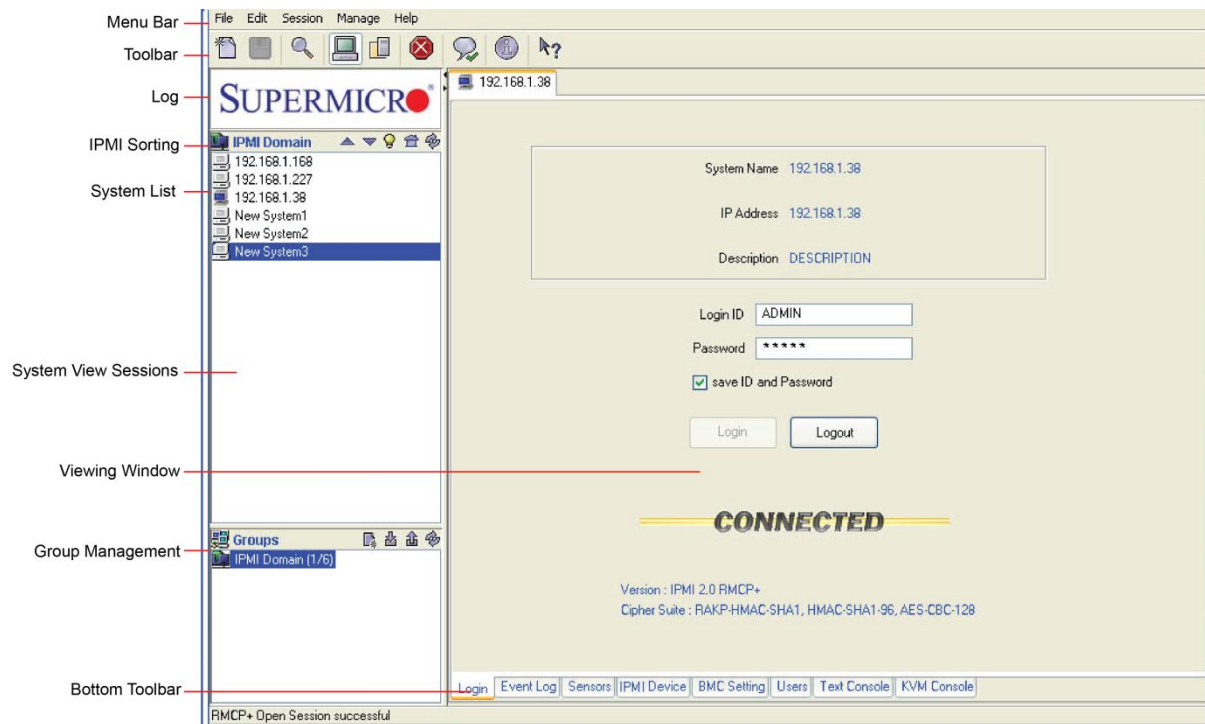 Menu Bar
File Edit Session Manage Help
Toolbar
Log
SUPERMICRO
192.168.1.38
IPMI Sorting
IPMI Domain
System List
192.168.1.168
192.168.1.227
192.168.1.38
New System1
New System2
New System3
System Name 192.168.1.38
IP Address 192.168.1.38
Description DESCRIPTION
Login ID ADMIN
Password *****
save ID and Password
Login Logout
System View Sessions
Viewing Window
CONNECTED
Group Management
Groups
IPMI Domain (1/6)
Version : IPMI 2.0 RMCP+
Cipher Suite : RAKP-HMAC-SHA1, HMAC-SHA1-96, AES-CBC-128
Bottom Toolbar
Login Event Log Sensors IPMI Device BMC Setting Users Text Console KVM Console
RMCP+ Open Session successful